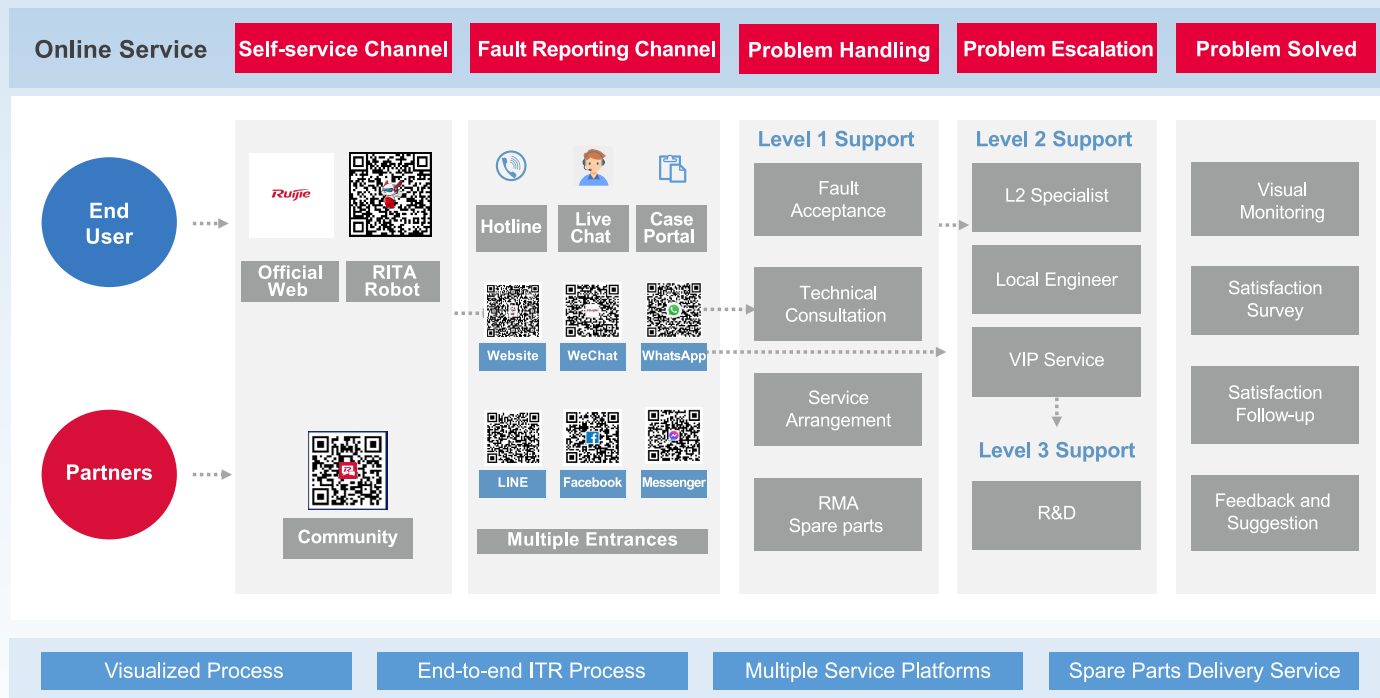 Online Service
Self-service Channel
Fault Reporting Channel
Problem Handling
Problem Escalation
Problem Solved
End
User
Partners
Ruijie
Official
Web
RITA
Robot
Community
Hotline
Live
Chat
Case
Portal
Website
WeChat
WhatsApp
LINE
Facebook
Messenger
Multiple Entrances
Level 1 Support
Fault
Acceptance
Technical
Consultation
Service
Arrangement
RMA
Spare parts
Level 2 Support
L2 Specialist
Local Engineer
VIP Service
Level 3 Support
R&D
Visual
Monitoring
Satisfaction
Survey
Satisfaction
Follow-up
Feedback and
Suggestion
Visualized Process
End-to-end ITR Process
Multiple Service Platforms
Spare Parts Delivery Service